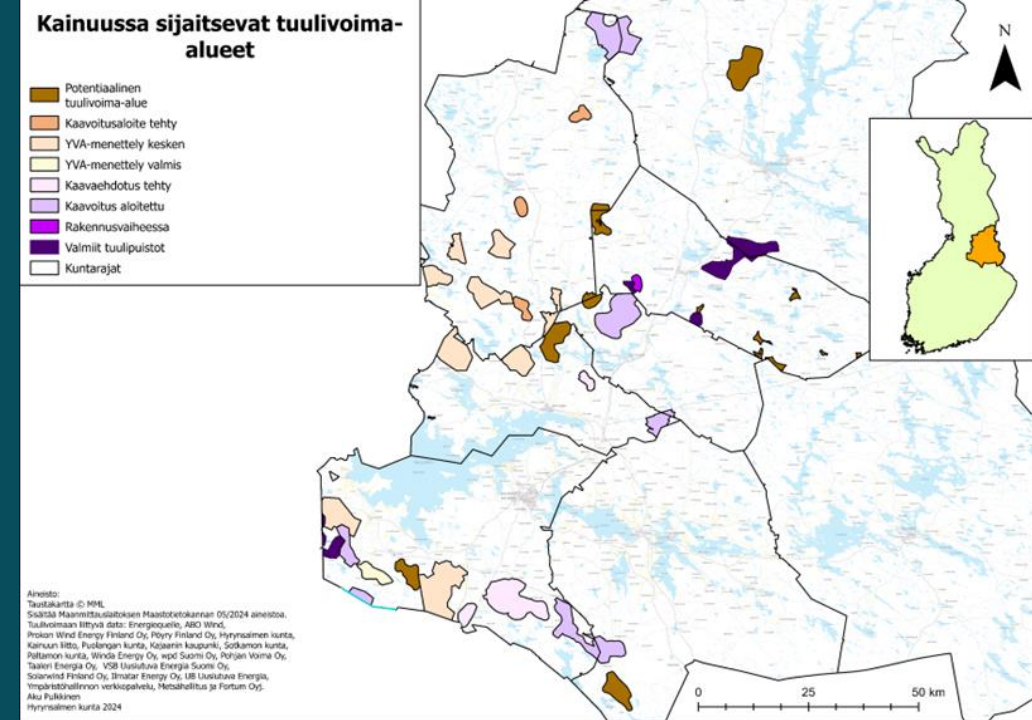 Kainuussa sijaitsevat tuulivoima-
alueet
Potentiaalinen
tuulivoima-alue
Kaavoitusaloite tehty
YVA-menettely kesken
YVA-menettely valmis
Kaavaehdotus tehty
Kaavoitus aloitettu
Rakennusvaiheessa
Valmiit tuulipuistot
Kuntarajat
N
Aineisto:
Taustakartta © MML
Sisältää Maanmittauslaitoksen Maastotietokannan 05/2024 aineistoa.
Tuulivoimaan liittyvä data: Energiequelle, ABO Wind,
Prokon Wind Energy Finland Oy, Pöyry Finland Oy, Hyrynsalmen kunta,
Kainuun liitto, Puolangan kunta, Kajaanin kaupunki, Sotkamon kunta,
Paltamon kunta, Winda Energy Oy, wpd Suomi Oy, Pohjan Voima Oy,
Taaleri Energia Oy, VSB Uusiutuva Energia Suomi Oy,
Solarwind Finland Oy, Ilmatar Energy Oy, U8 Uusiutuva Energia,
Ympäristöhallinnon verkkopalvelu, Metsähallitus ja Fortum Oyj.
Aku Pulkkinen
Hyrynsalmen kunta 2024
0 25 50 km